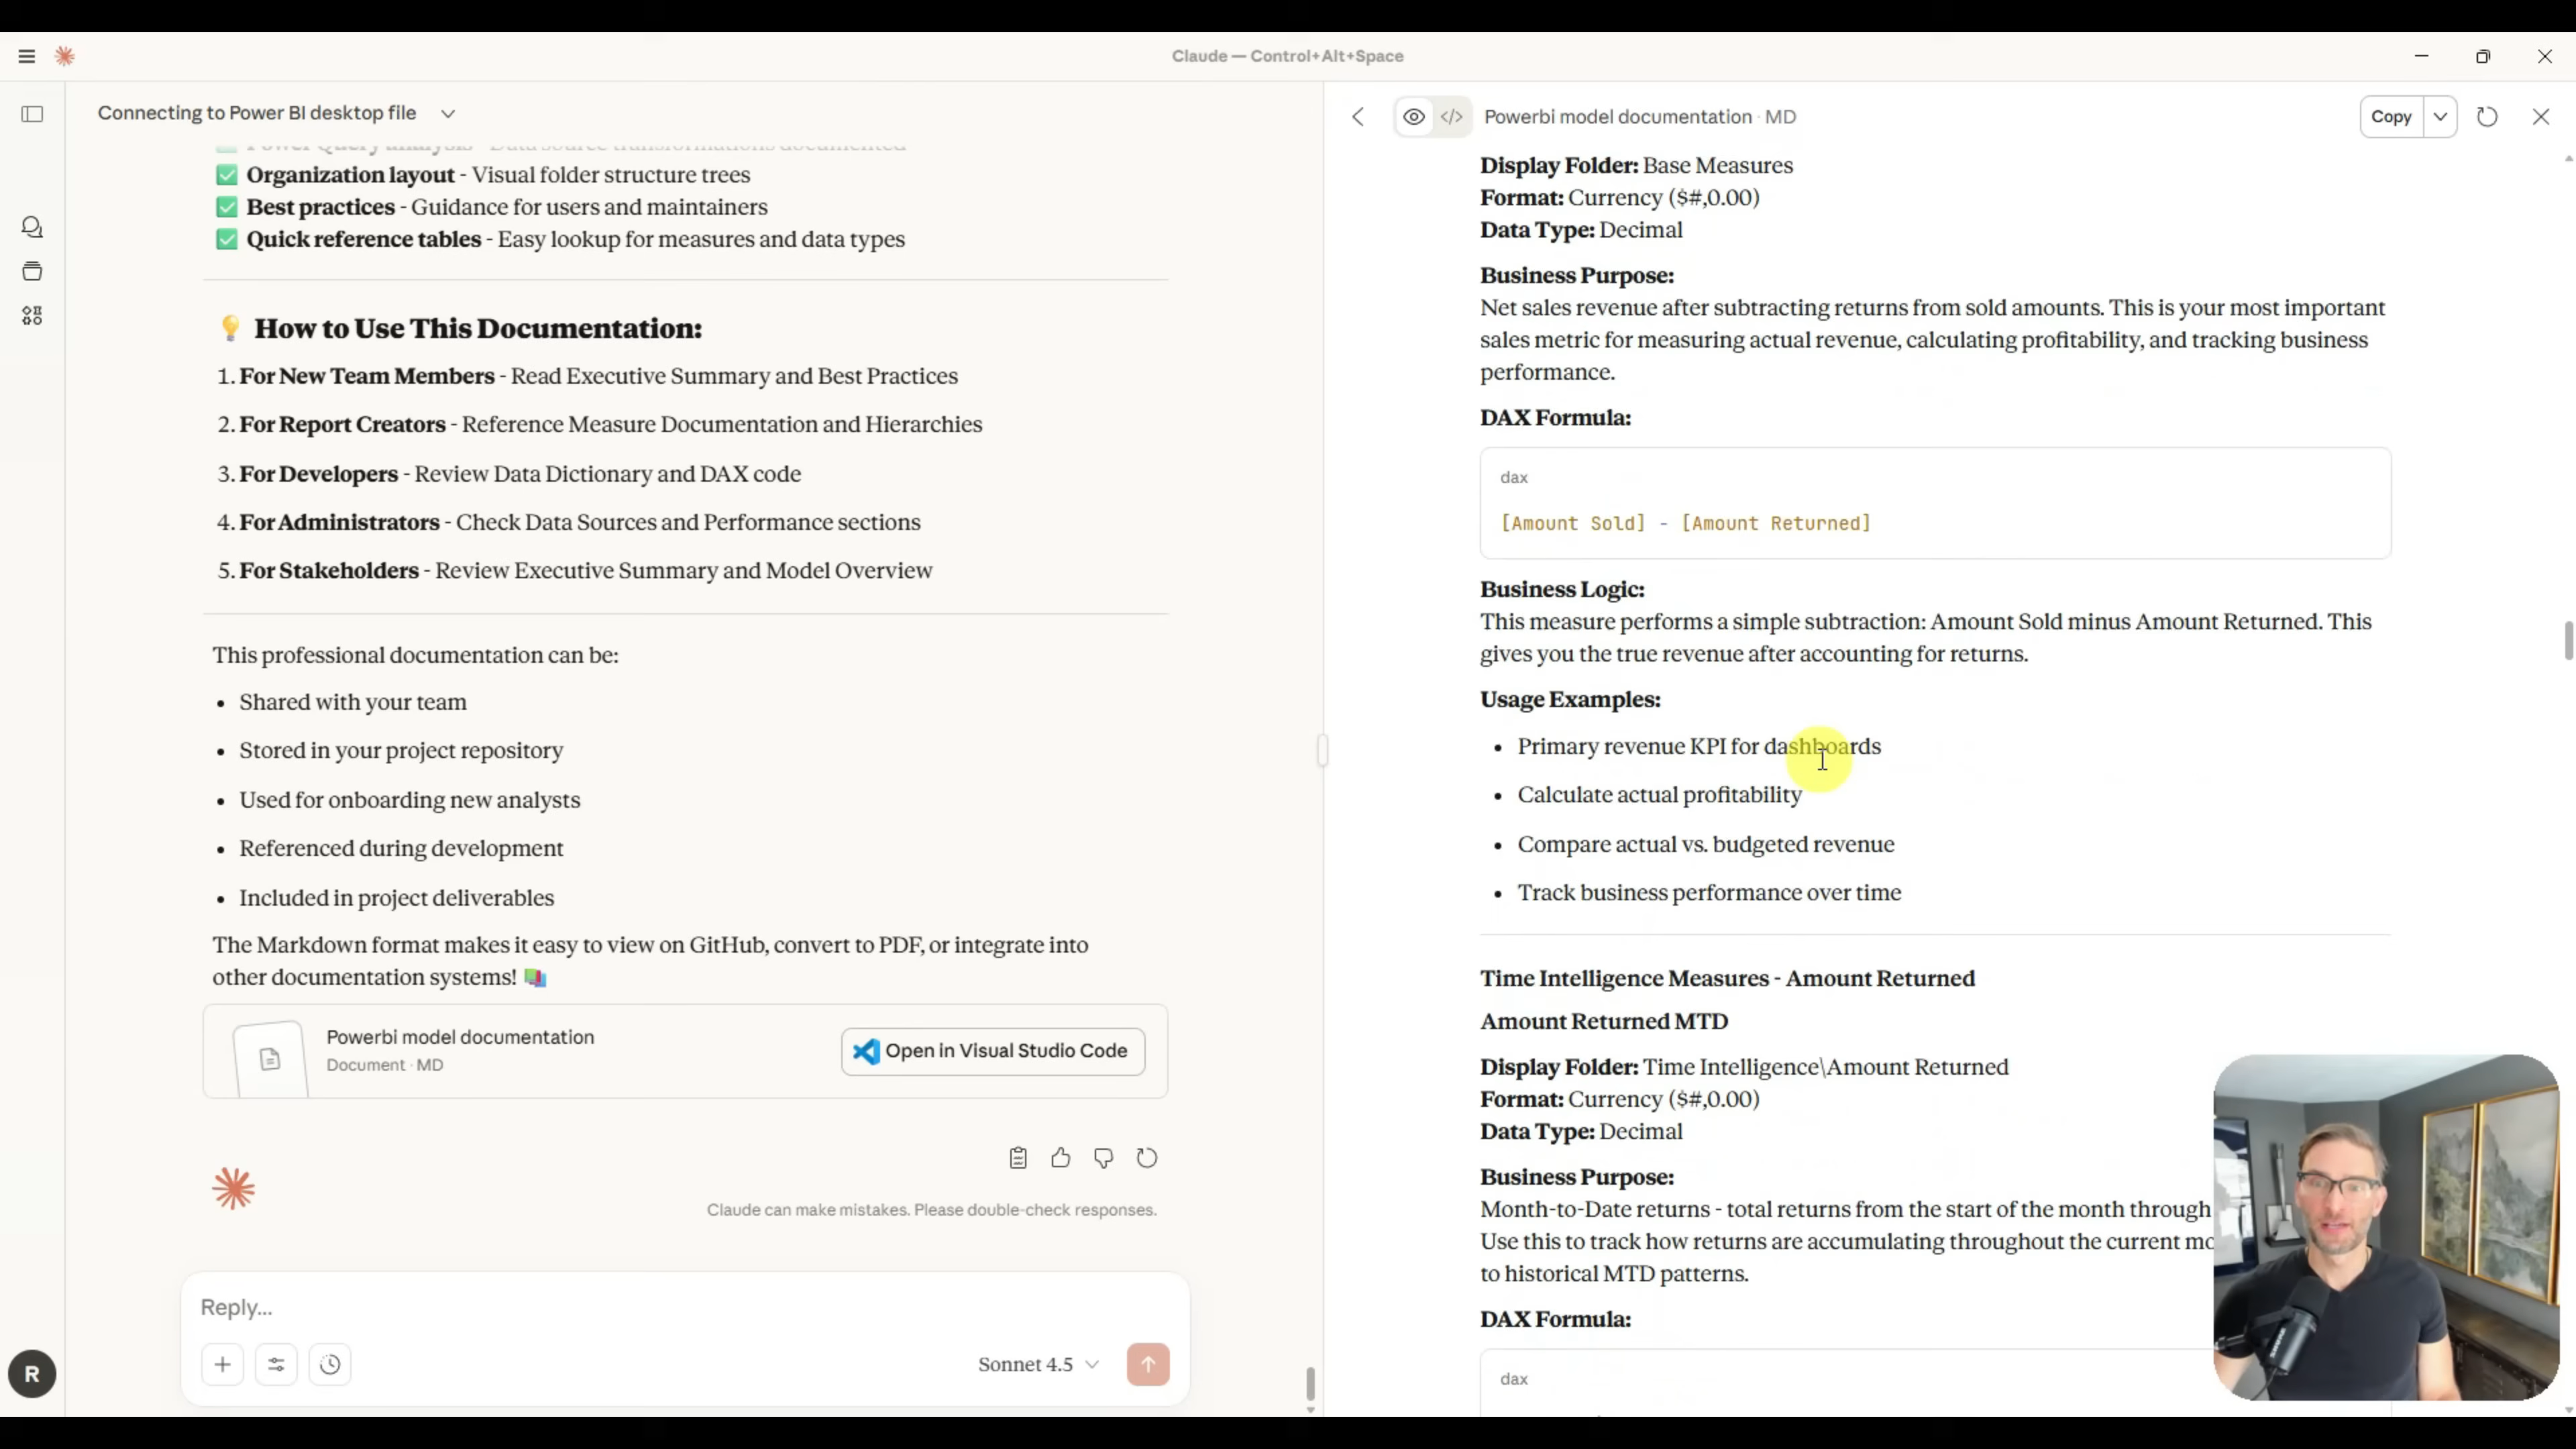 Claude — Control+Alt+Space
Connecting to Power BI desktop file
Power Query analysis - Data source transformations documented
✅ Organization layout - Visual folder structure trees
✅ Best practices - Guidance for users and maintainers
✅ Quick reference tables - Easy lookup for measures and data types
💡 How to Use This Documentation:
1. For New Team Members - Read Executive Summary and Best Practices
2. For Report Creators - Reference Measure Documentation and Hierarchies
3. For Developers - Review Data Dictionary and DAX code
4. For Administrators - Check Data Sources and Performance sections
5. For Stakeholders - Review Executive Summary and Model Overview
This professional documentation can be:
• Shared with your team
• Stored in your project repository
• Used for onboarding new analysts
• Referenced during development
• Included in project deliverables
The Markdown format makes it easy to view on GitHub, convert to PDF, or integrate into
other documentation systems! 📚
Powerbi model documentation
Document · MD
Open in Visual Studio Code
Claude can make mistakes. Please double-check responses.
Reply...
Sonnet 4.5
R
Powerbi model documentation · MD
Copy
Display Folder: Base Measures
Format: Currency ($#,0.00)
Data Type: Decimal
Business Purpose:
Net sales revenue after subtracting returns from sold amounts. This is your most important
sales metric for measuring actual revenue, calculating profitability, and tracking business
performance.
DAX Formula:
dax
[Amount Sold] - [Amount Returned]
Business Logic:
This measure performs a simple subtraction: Amount Sold minus Amount Returned. This
gives you the true revenue after accounting for returns.
Usage Examples:
• Primary revenue KPI for dashboards
• Calculate actual profitability
• Compare actual vs. budgeted revenue
• Track business performance over time
Time Intelligence Measures - Amount Returned
Amount Returned MTD
Display Folder: Time Intelligence\Amount Returned
Format: Currency ($#,0.00)
Data Type: Decimal
Business Purpose:
Month-to-Date returns - total returns from the start of the month through
Use this to track how returns are accumulating throughout the current
to historical MTD patterns.
DAX Formula:
dax